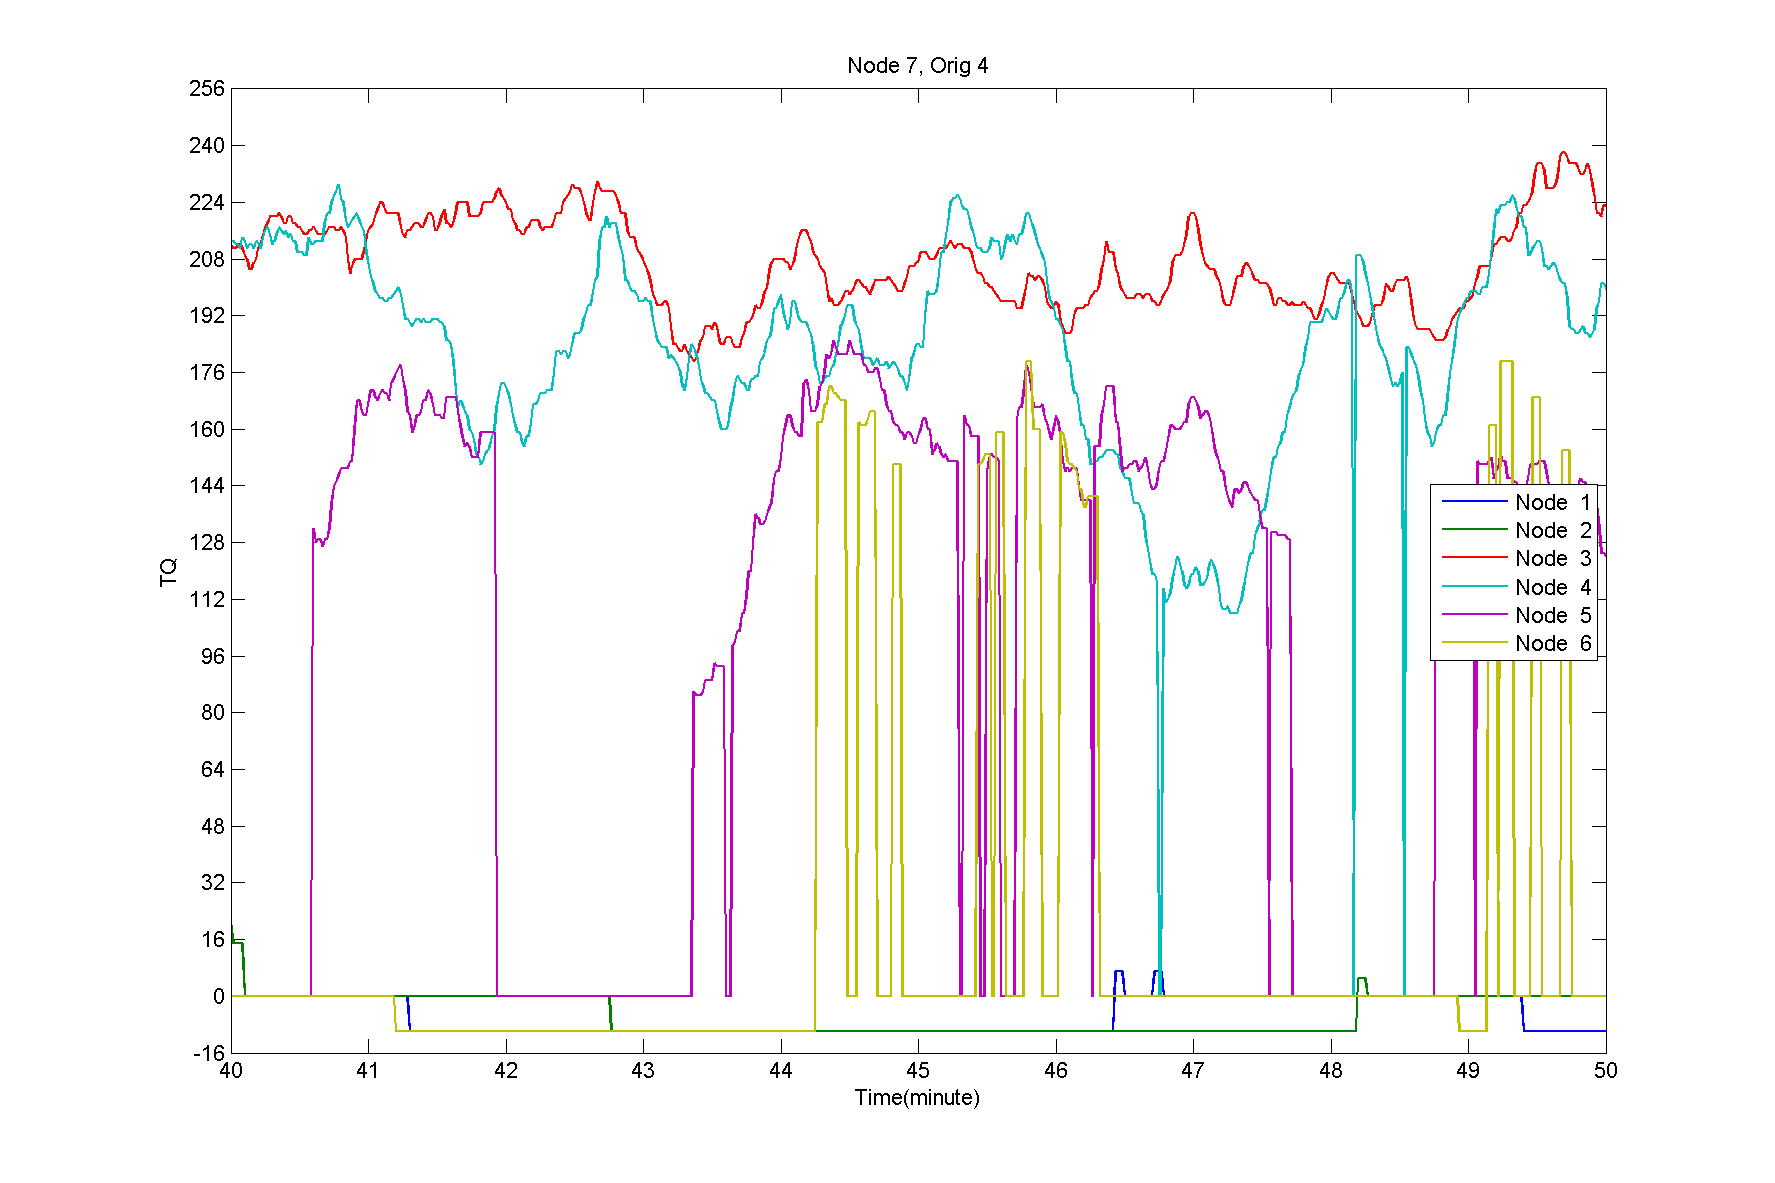 Node 7, Orig 4
256
240
224
208
192
176
160
144
128
112
96
80
64
48
32
16
0
-16
TQ
Node 1
Node 2
Node 3
Node 4
Node 5
Node 6
40 41 42 43 44 45 46 47 48 49 50
Time(minute)